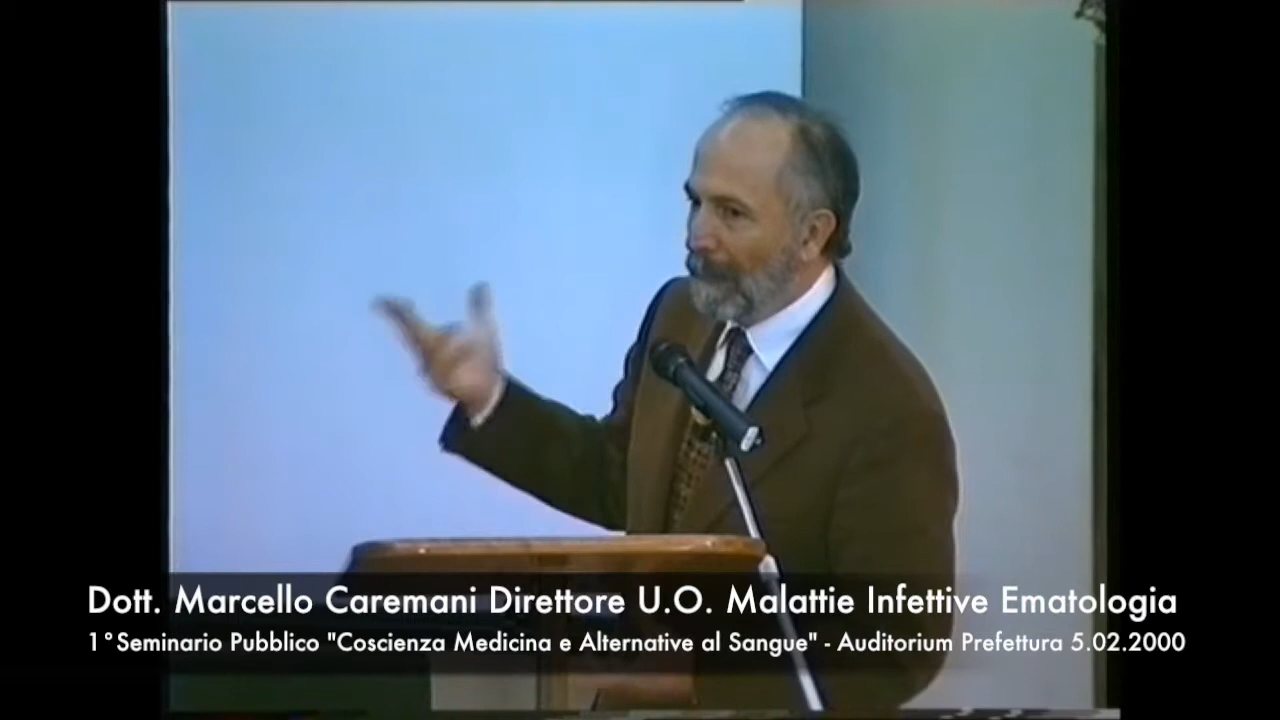 Dott. Marcello Caremani Direttore U.O. Malattie Infettive Ematologia
1°Seminario Pubblico "Coscienza Medicina e Alternative al Sangue" - Auditorium Prefettura 5.02.2000